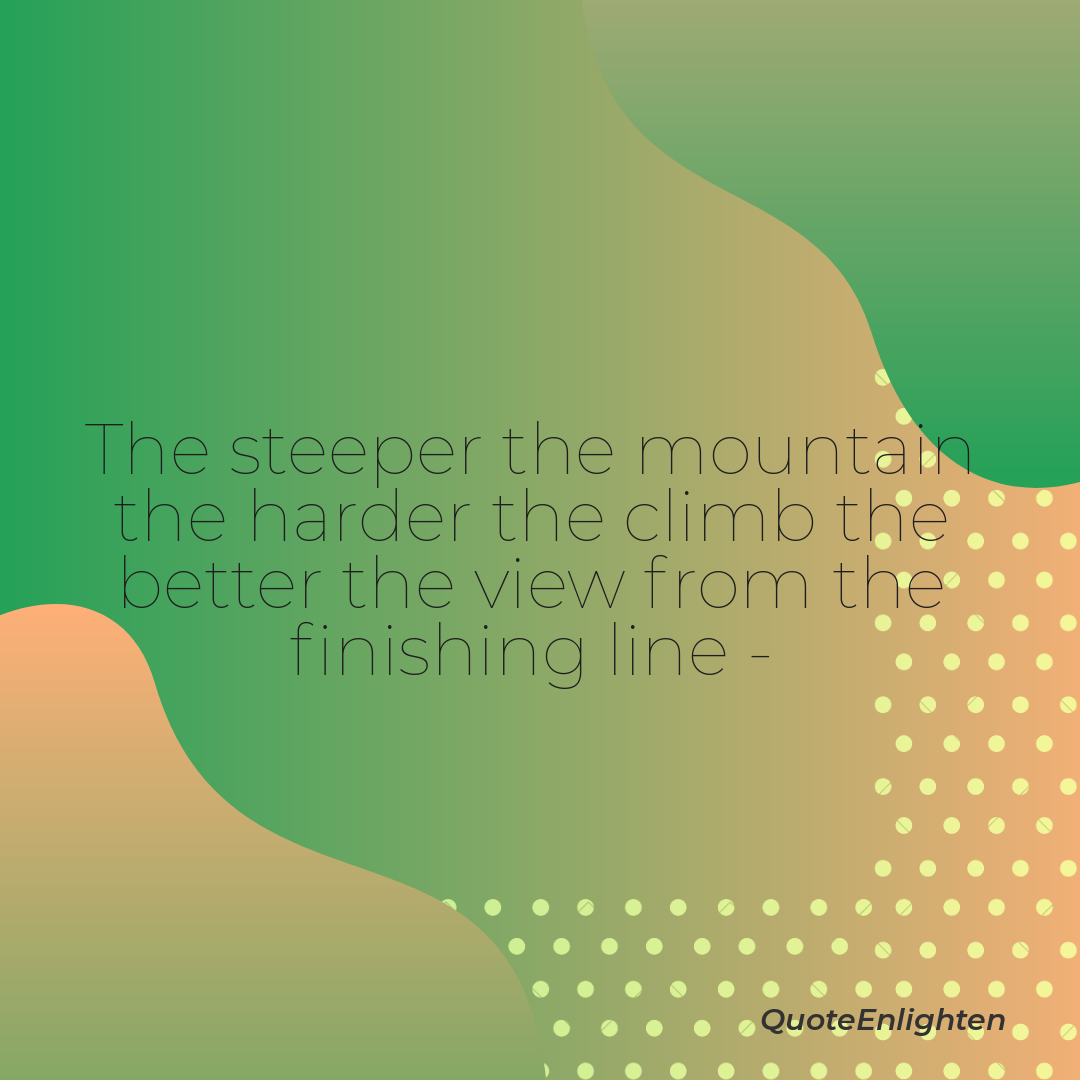 The steeper the mountain
the harder the climb the
better the view from the
finishing line -
QuoteEnlighten